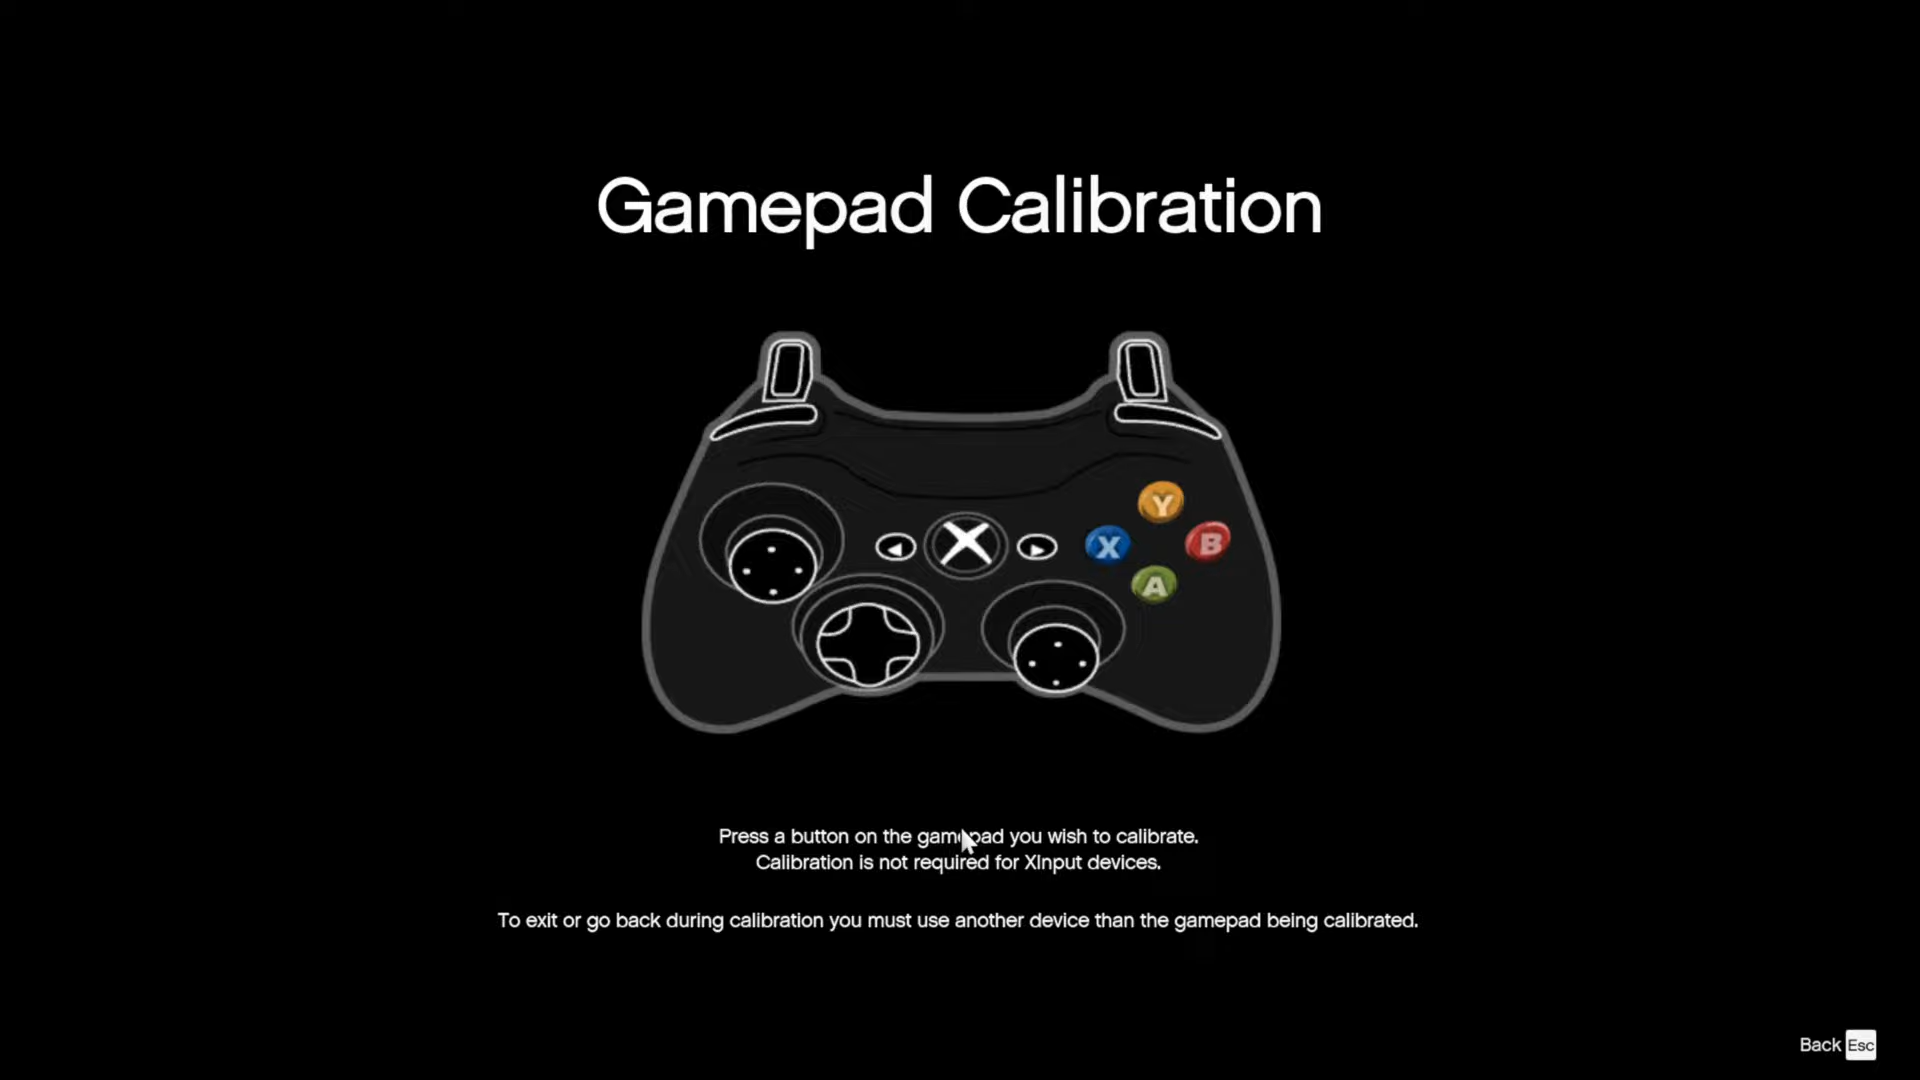 Gamepad Calibration
Y
X
B
A
Press a button on the gamepad you wish to calibrate.
Calibration is not required for XInput devices.
To exit or go back during calibration you must use another device than the gamepad being calibrated.
Back Esc